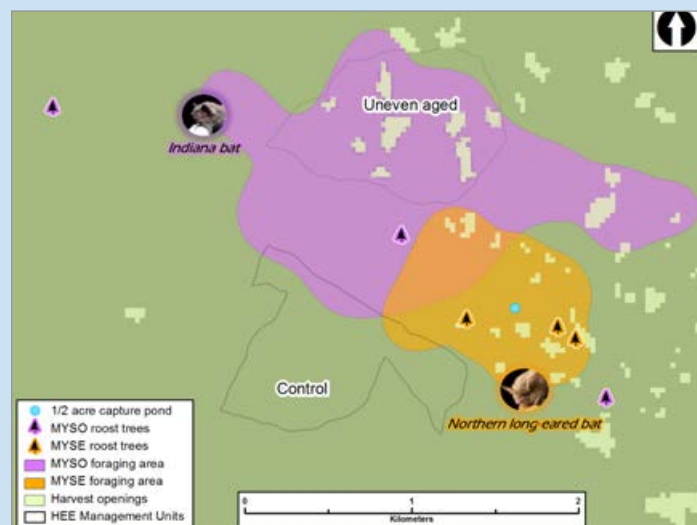 Uneven aged
Indiana bat
Control
Northern long-eared bat
1/2 acre capture pond
MYSO roost trees
MYSE roost trees
MYSO foraging area
MYSE foraging area
Harvest openings
HEE Management Units
0 1 2
Kilometers